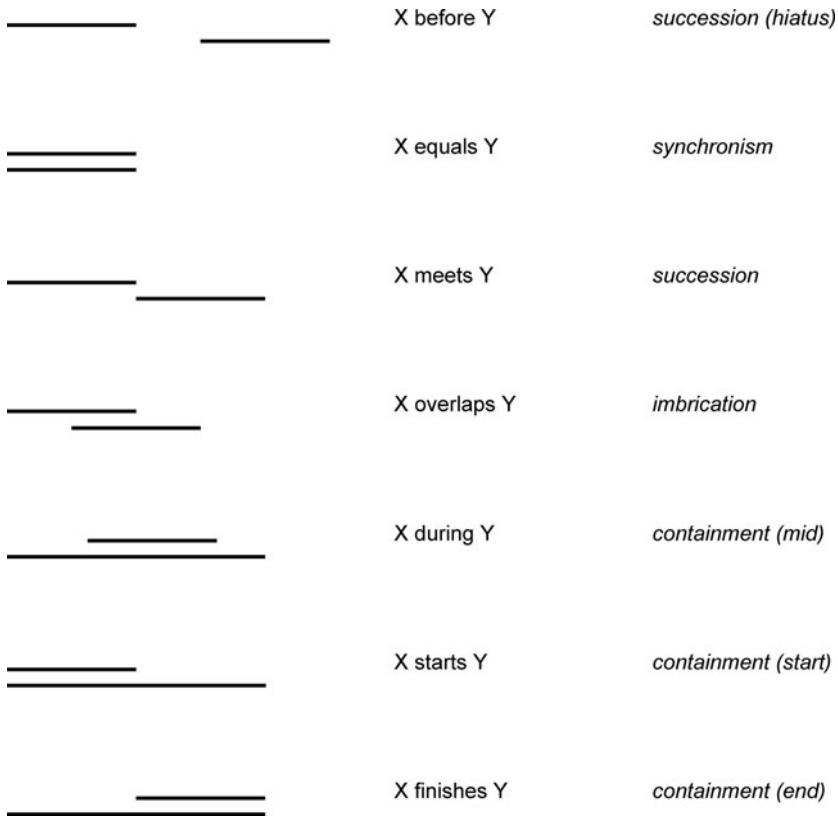 X before Y succession (hiatus)
X equals Y synchronism
X meets Y succession
X overlaps Y imbrication
X during Y containment (mid)
X starts Y containment (start)
X finishes Y containment (end)